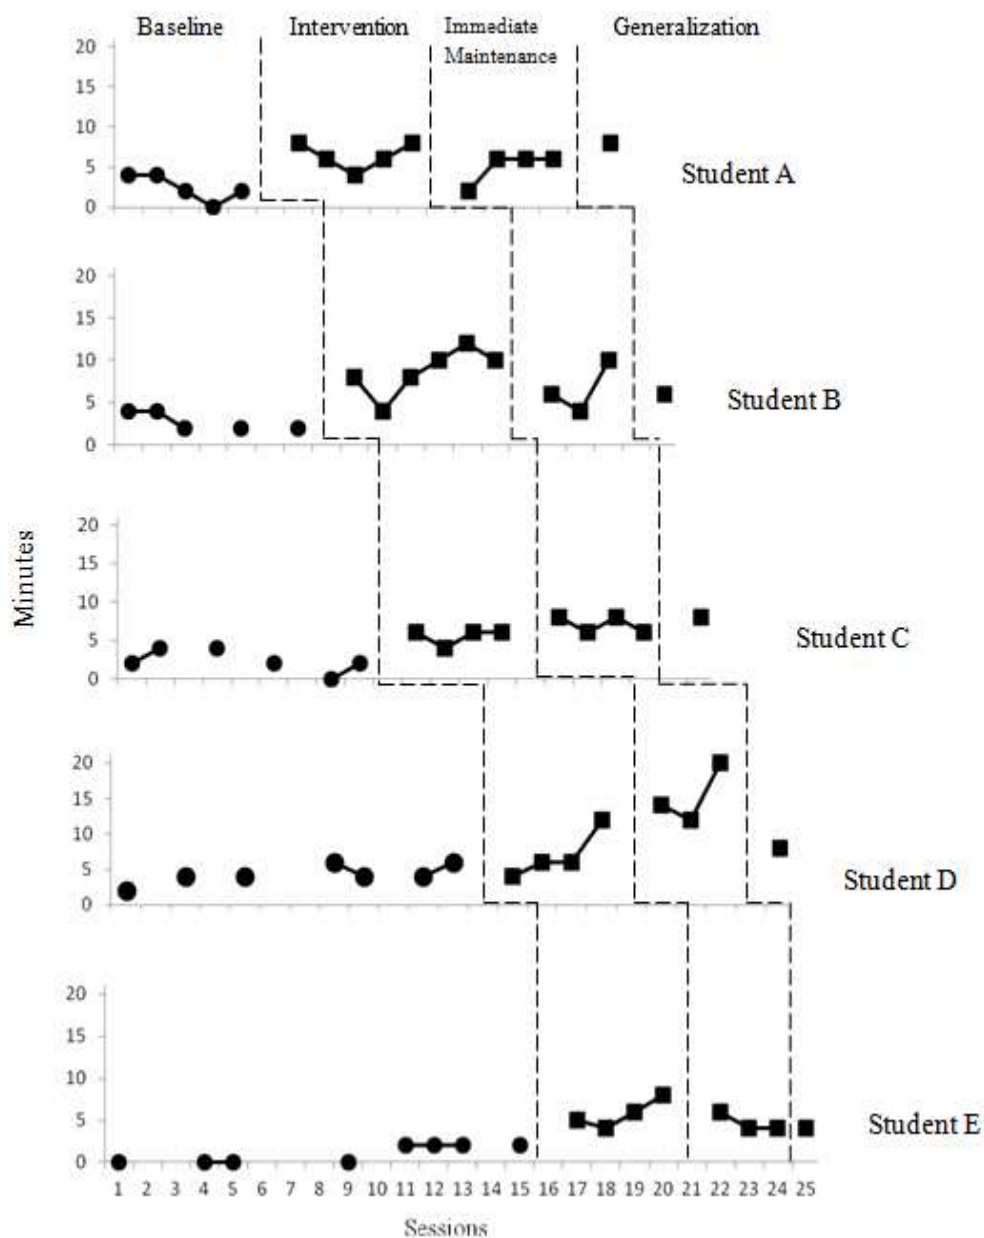 Baseline Intervention Immediate Maintenance Generalization
20
15
10
5
0
Student A
20
15
10
5
0
Student B
Minutes
20
15
10
5
0
Student C
20
15
10
5
0
Student D
20
15
10
5
0
Student E
1 2 3 4 5 6 7 8 9 10 11 12 13 14 15 16 17 18 19 20 21 22 23 24 25
Sessions